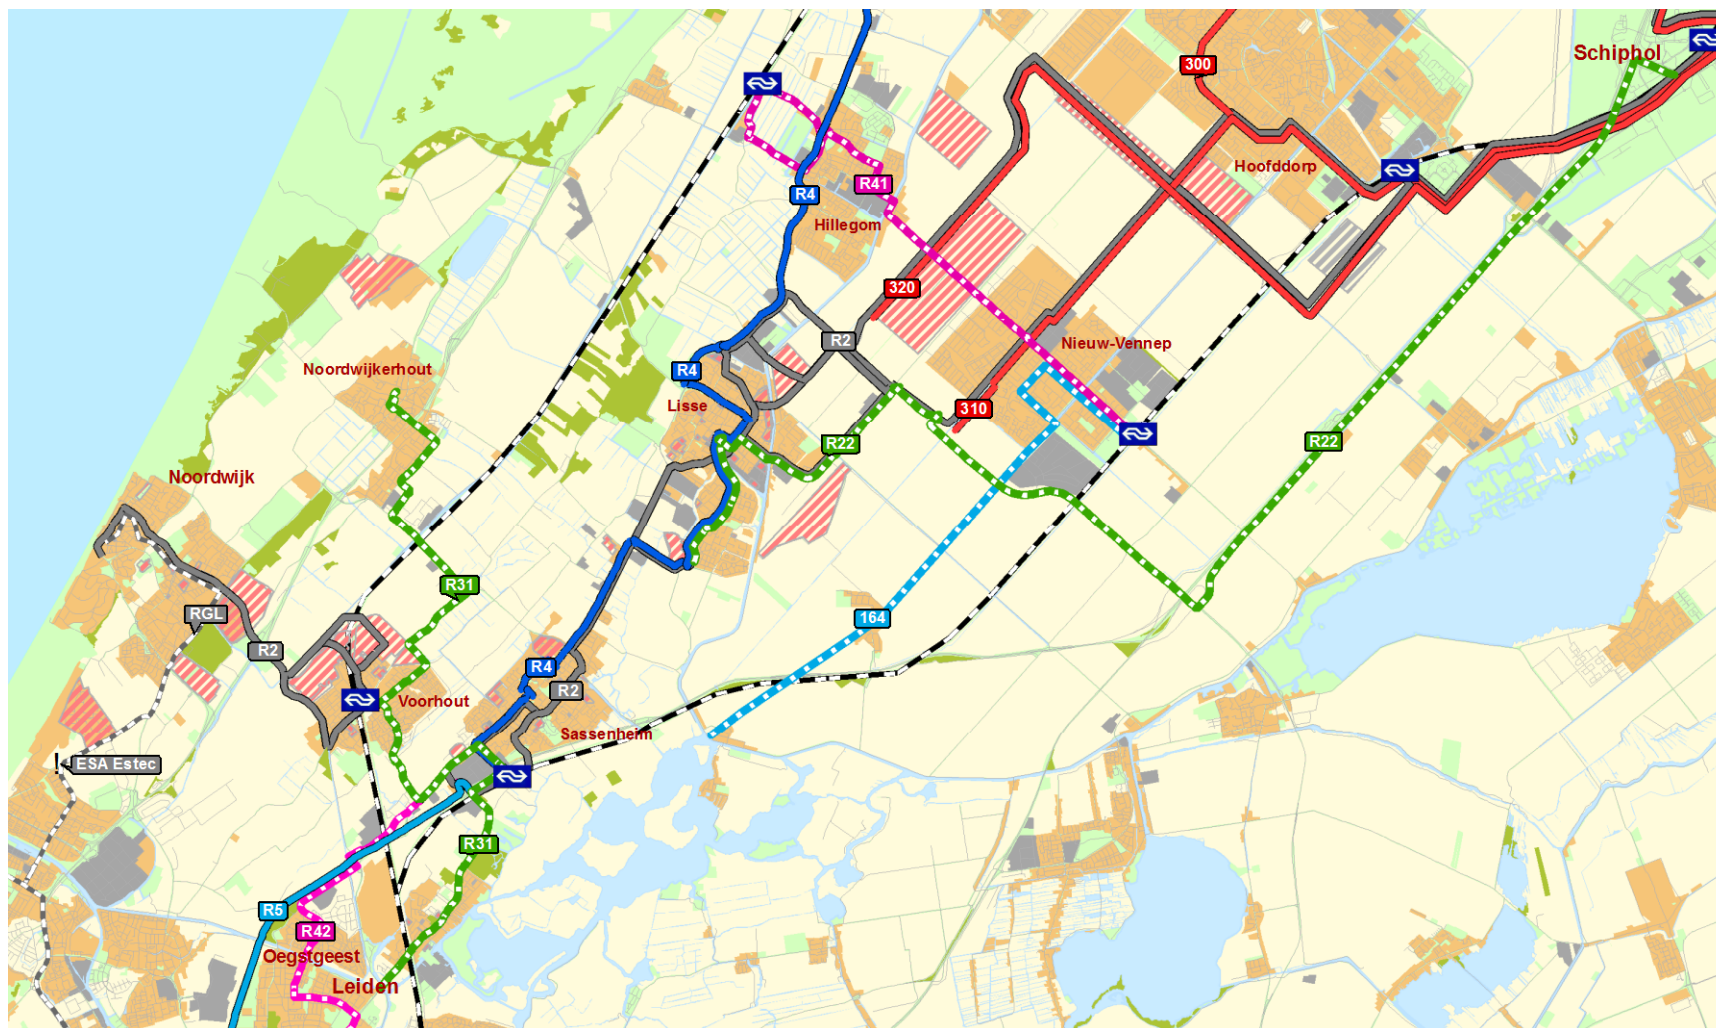 Schiphol
300
Hoofddorp
R41
R4
Hillegom
320
R2
Nieuw-Vennep
Noordwijkerhout
R4
Lisse
310
R22
R22
Noordwijk
R31
RGL
164
R2
R4
R2
Voorhout
Sassenheim
! ESA Estec
R31
R5
R42
Oegstgeest
Leiden